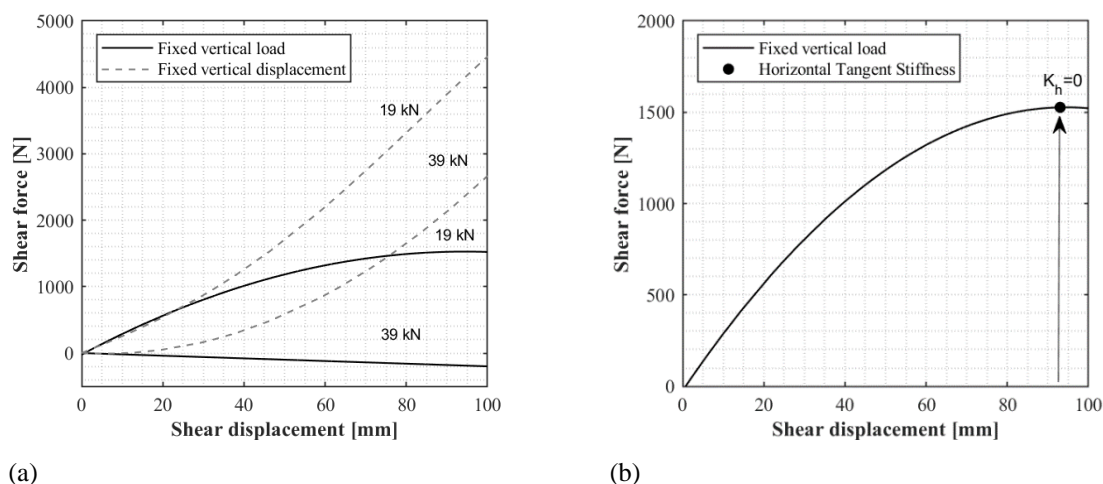 5000
4000
3000
2000
1000
0
Shear force [N]
Fixed vertical load
Fixed vertical displacement
19 kN
39 kN
19 kN
39 kN
0 20 40 60 80 100
Shear displacement [mm]
(a)
2000
1500
1000
500
0
Shear force [N]
Fixed vertical load
Horizontal Tangent Stiffness
K_h=0
0 20 40 60 80 100
Shear displacement [mm]
(b)